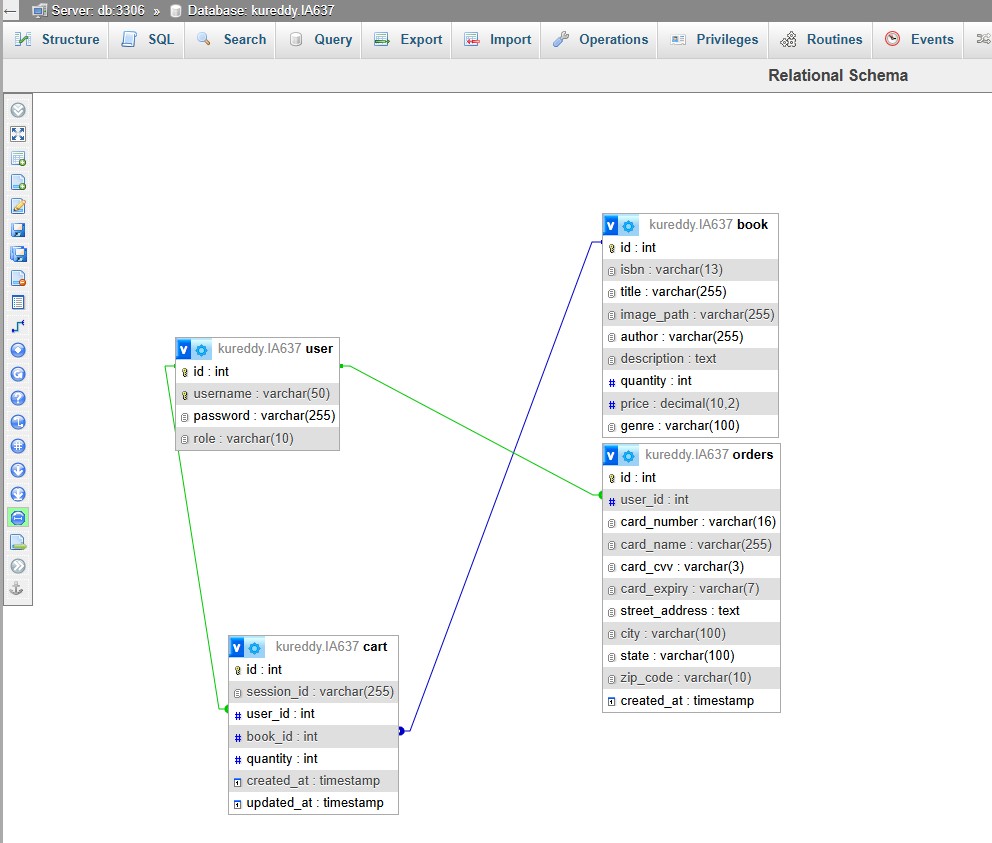 ← Server: db:3306 » Database: kureddy.IA637
Structure SQL Search Query Export Import Operations Privileges Routines Events
Relational Schema
v kureddy.IA637 book
id : int
isbn : varchar(13)
title : varchar(255)
image_path : varchar(255)
author : varchar(255)
description : text
# quantity : int
# price : decimal(10,2)
genre : varchar(100)
v kureddy.IA637 user
id : int
username : varchar(50)
password : varchar(255)
role : varchar(10)
v kureddy.IA637 orders
id : int
# user_id : int
card_number : varchar(16)
card_name : varchar(255)
card_cvv : varchar(3)
card_expiry : varchar(7)
street_address : text
city : varchar(100)
state : varchar(100)
zip_code : varchar(10)
created_at : timestamp
v kureddy.IA637 cart
id : int
session_id : varchar(255)
# user_id : int
# book_id : int
# quantity : int
created_at : timestamp
updated_at : timestamp